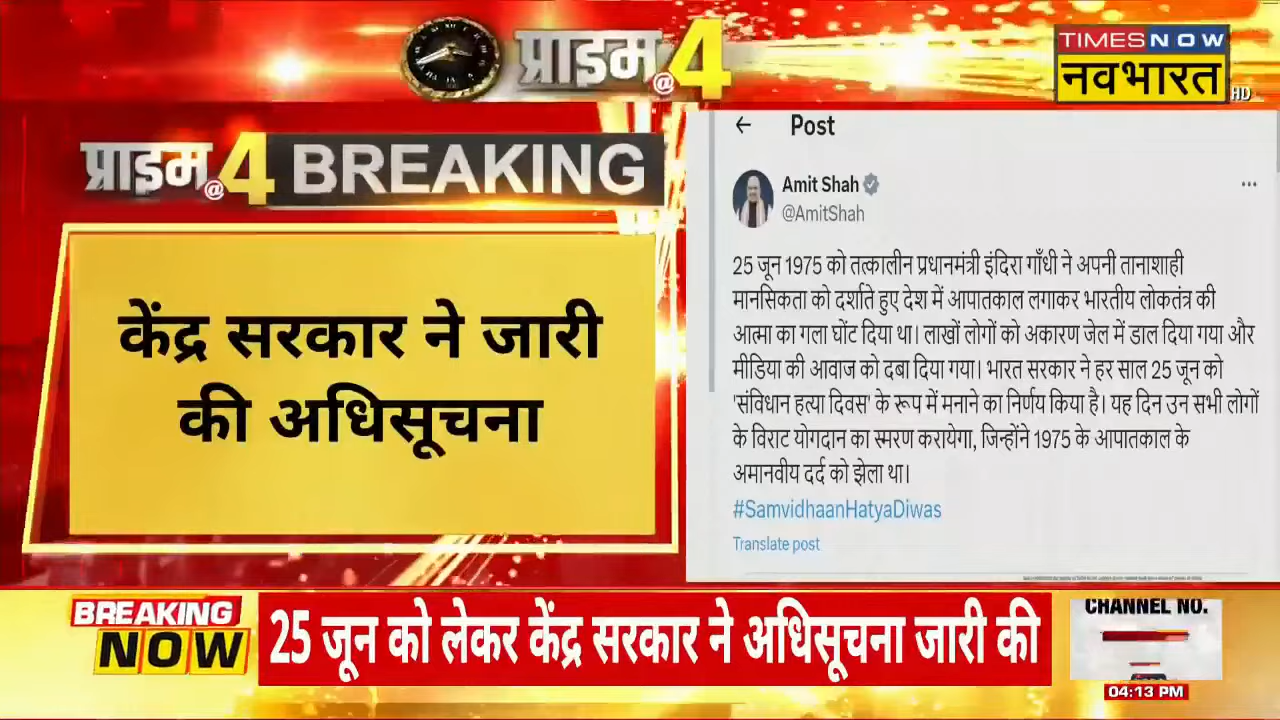 प्राइम@4
TIMES NOW
नवभारत
HD
प्राइम@4 BREAKING
केंद्र सरकार ने जारी
की अधिसूचना
← Post
Amit Shah
@AmitShah
25 जून 1975 को तत्कालीन प्रधानमंत्री इंदिरा गाँधी ने अपनी तानाशाही
मानसिकता को दर्शाते हुए देश में आपातकाल लगाकर भारतीय लोकतंत्र की
आत्मा का गला घोंट दिया था। लाखों लोगों को अकारण जेल में डाल दिया गया और
मीडिया की आवाज को दबा दिया गया। भारत सरकार ने हर साल 25 जून को
'संविधान हत्या दिवस' के रूप में मनाने का निर्णय किया है। यह दिन उन सभी लोगों
के विराट योगदान का स्मरण करायेगा, जिन्होंने 1975 के आपातकाल के
अमानवीय दर्द को झेला था।
#SamvidhaanHatyaDiwas
Translate post
BREAKING
NOW
25 जून को लेकर केंद्र सरकार ने अधिसूचना जारी की
CHANNEL NO.
04:13 PM